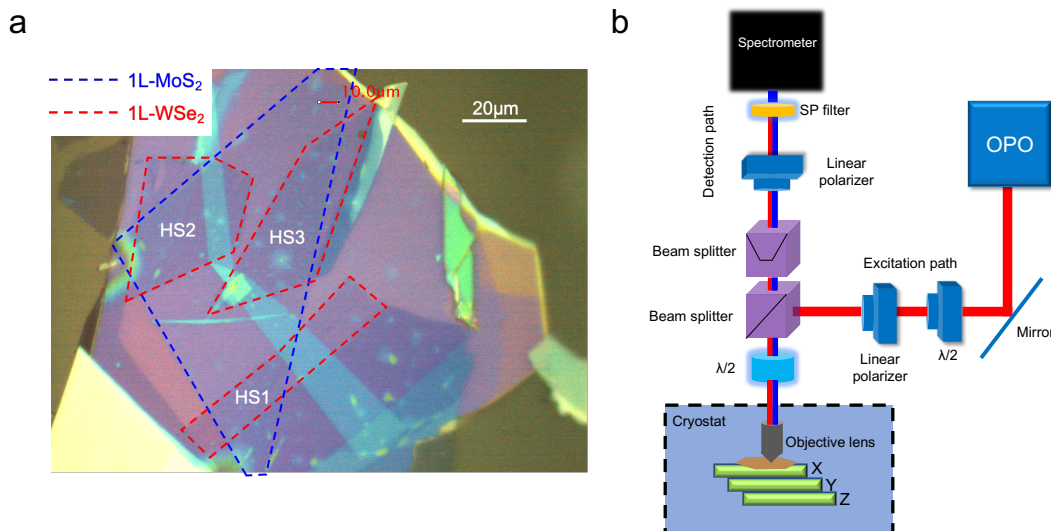 a
1L-MoS₂
1L-WSe₂
10.0µm
20µm
HS2
HS3
HS1
b
Spectrometer
SP filter
Detection path
Linear
polarizer
OPO
Beam splitter
Excitation path
Beam splitter
Mirror
λ/2
Linear
polarizer
λ/2
Cryostat
Objective lens
X
Y
Z